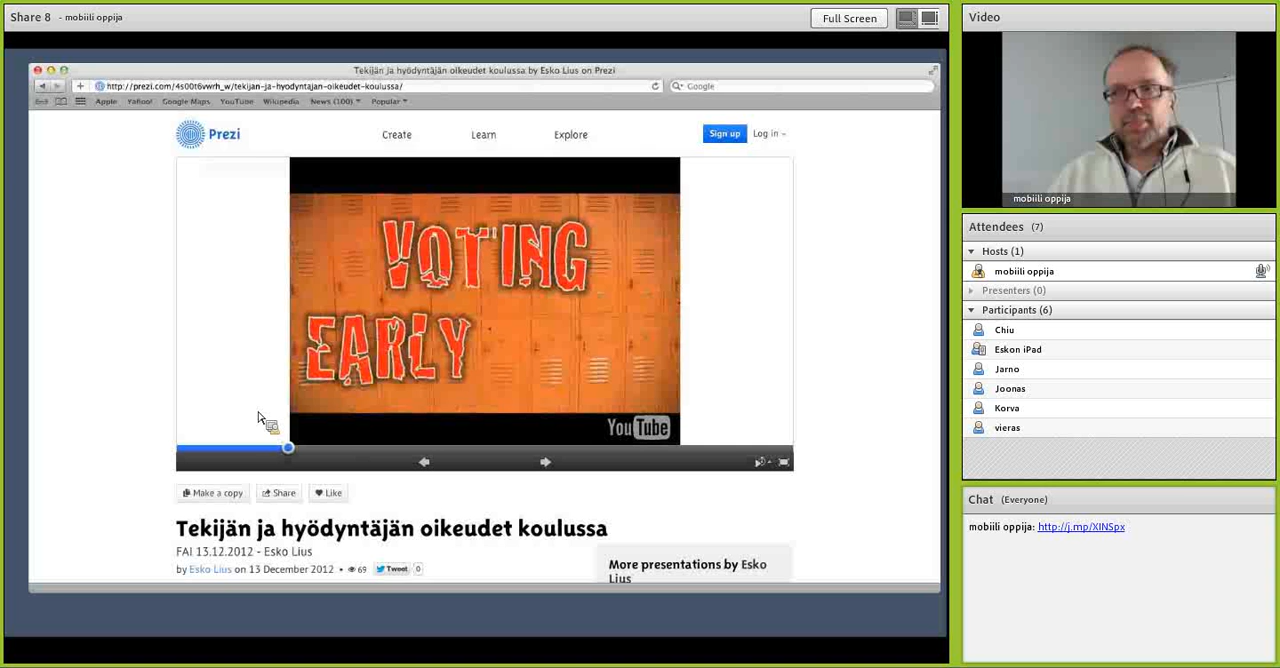 Share 8 - mobiili oppija
Full Screen
Tekijän ja hyödyntäjän oikeudet koulussa by Esko Lius on Prezi
http://prezi.com/4s00t6vwrh_w/tekijan-ja-hyodyntajan-oikeudet-koulussa/
Google
Apple Yahoo! Google Maps YouTube Wikipedia News (100) Popular
Prezi
Create
Learn
Explore
Sign up
Log in
VOTING
EARLY
YouTube
Make a copy
Share
Like
Tekijän ja hyödyntäjän oikeudet koulussa
FAI 13.12.2012 - Esko Lius
by Esko Lius on 13 December 2012 • 69
Tweet 0
More presentations by Esko
Lius
Video
mobiili oppija
Attendees (7)
Hosts (1)
mobiili oppija
Presenters (0)
Participants (6)
Chiu
Eskon iPad
Jarno
Joonas
Korva
vieras
Chat (Everyone)
mobiili oppija: http://j.mp/XINSpx